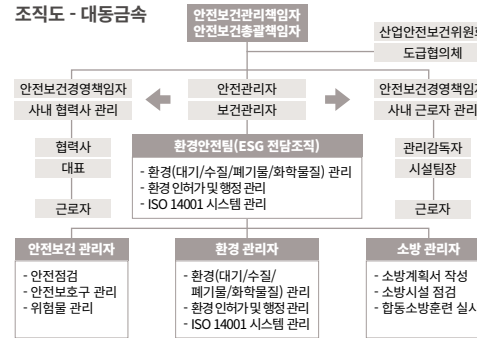 조직도 - 대동금속
안전보건관리책임자
안전보건총괄책임자
산업안전보건위원회
도급협의체
안전보건경영책임자
사내 협력사 관리
안전관리자
보건관리자
안전보건경영책임자
사내 근로자 관리
협력사
대표
근로자
환경안전팀(ESG 전담조직)
- 환경(대기/수질/폐기물/화학물질) 관리
- 환경 인허가 및 행정 관리
- ISO 14001 시스템 관리
관리감독자
시설팀장
근로자
안전보건 관리자
- 안전점검
- 안전보호구 관리
- 위험물 관리
환경 관리자
- 환경(대기/수질/
폐기물/화학물질) 관리
- 환경 인허가 및 행정 관리
- ISO 14001 시스템 관리
소방 관리자
- 소방계획서 작성
- 소방시설 점검
- 합동소방훈련 실시